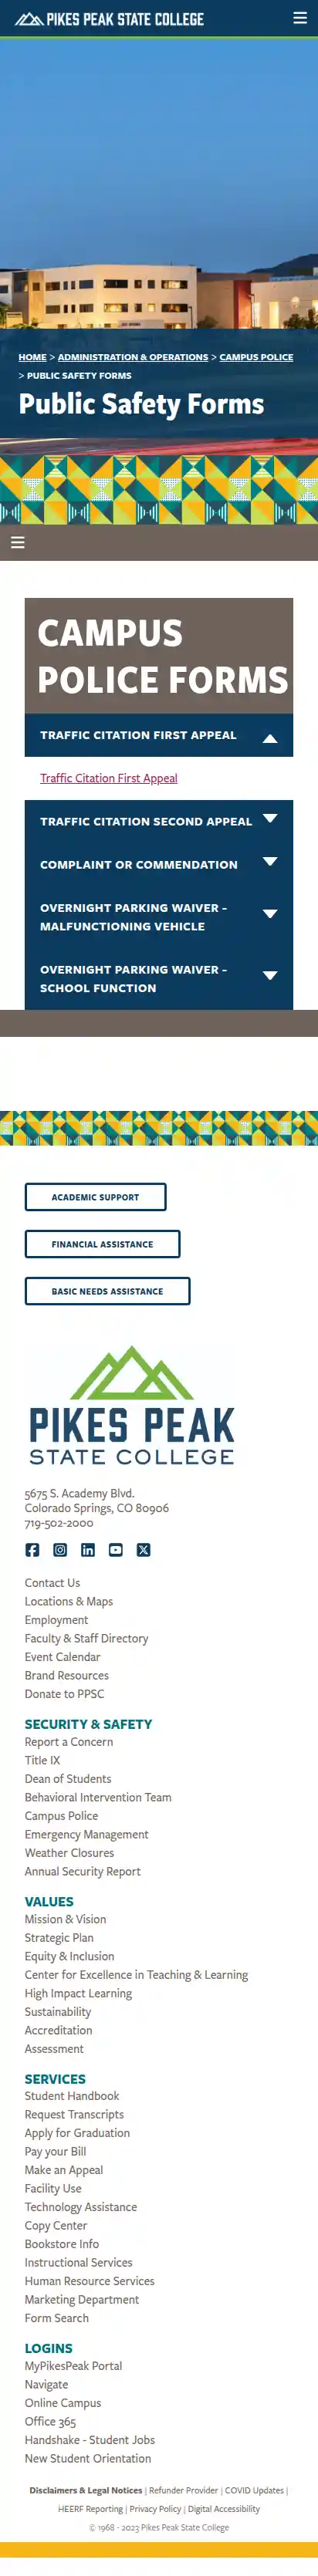 PIKES PEAK STATE COLLEGE
HOME > ADMINISTRATION & OPERATIONS > CAMPUS POLICE
> PUBLIC SAFETY FORMS
Public Safety Forms
CAMPUS
POLICE FORMS
TRAFFIC CITATION FIRST APPEAL
Traffic Citation First Appeal
TRAFFIC CITATION SECOND APPEAL
COMPLAINT OR COMMENDATION
OVERNIGHT PARKING WAIVER -
MALFUNCTIONING VEHICLE
OVERNIGHT PARKING WAIVER -
SCHOOL FUNCTION
ACADEMIC SUPPORT
FINANCIAL ASSISTANCE
BASIC NEEDS ASSISTANCE
PIKES PEAK
STATE COLLEGE
5675 S. Academy Blvd.
Colorado Springs, CO 80906
719-502-2000
Contact Us
Locations & Maps
Employment
Faculty & Staff Directory
Event Calendar
Brand Resources
Donate to PPSC
SECURITY & SAFETY
Report a Concern
Title IX
Dean of Students
Behavioral Intervention Team
Campus Police
Emergency Management
Weather Closures
Annual Security Report
VALUES
Mission & Vision
Strategic Plan
Equity & Inclusion
Center for Excellence in Teaching & Learning
High Impact Learning
Sustainability
Accreditation
Assessment
SERVICES
Student Handbook
Request Transcripts
Apply for Graduation
Pay your Bill
Make an Appeal
Facility Use
Technology Assistance
Copy Center
Bookstore Info
Instructional Services
Human Resource Services
Marketing Department
Form Search
LOGINS
MyPikesPeak Portal
Navigate
Online Campus
Office 365
Handshake - Student Jobs
New Student Orientation
Disclaimers & Legal Notices | Refunder Provider | COVID Updates |
HEERF Reporting | Privacy Policy | Digital Accessibility
© 1968 - 2023 Pikes Peak State College